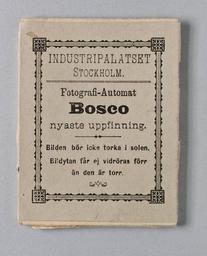 INDUSTRIPALATSET
STOCKHOLM.
Fotografi-Automat
Bosco
nyaste uppfinning.
Bilden bör icke torka i solen.
Bildytan får ej vidröras förr
än den är torr.